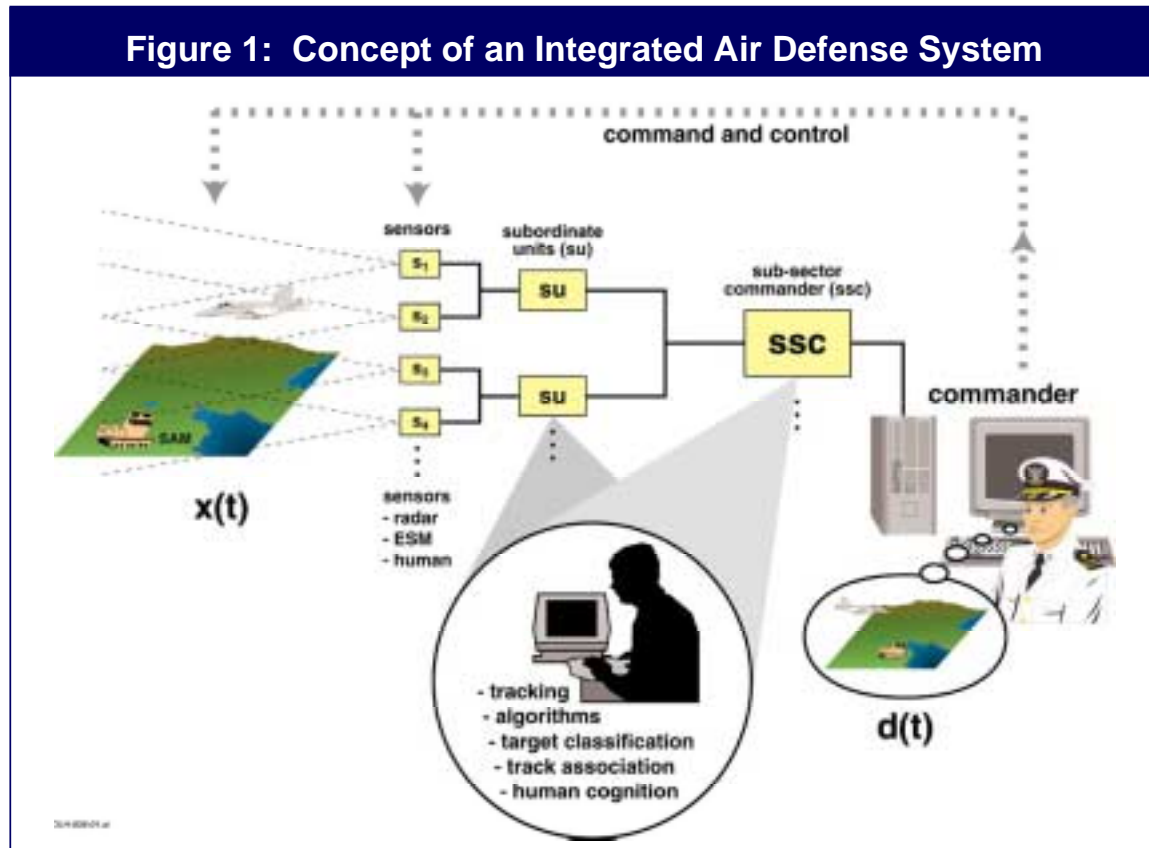 Figure 1: Concept of an Integrated Air Defense System
command and control
sensors
subordinate
units (su)
sub-sector
commander (ssc)
s1
s2
s3
s4
su
su
ssc
commander
SAM
x(t)
sensors
- radar
- ESM
- human
- tracking
- algorithms
- target classification
- track association
- human cognition
d(t)